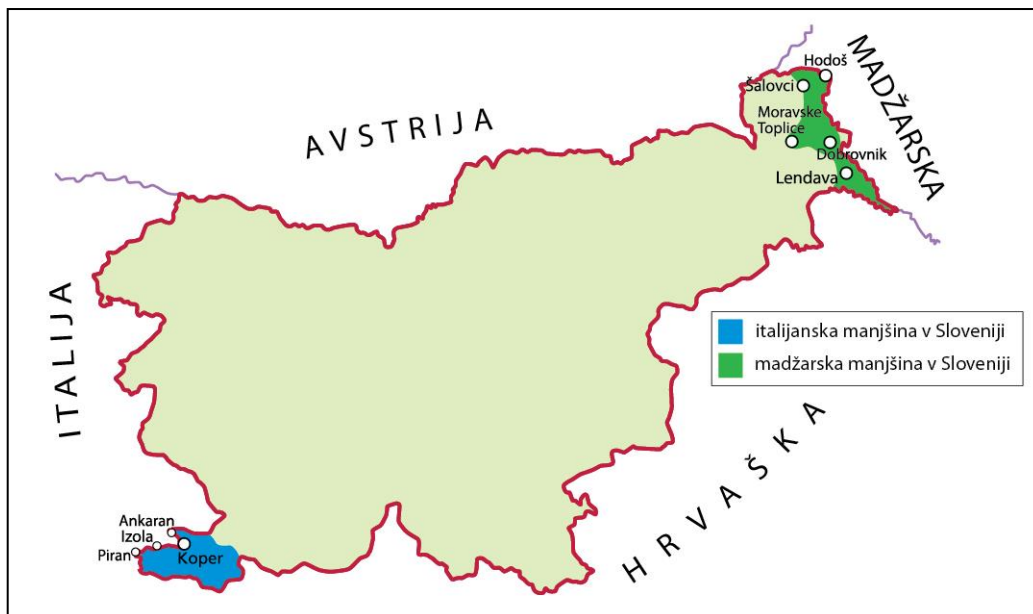 AVSTRIJA
MADŽARSKA
Hodoš
Šalovci
Moravske
Toplice
Dobrovnik
Lendava
ITALIJA
italijanska manjšina v Sloveniji
madžarska manjšina v Sloveniji
HRVAŠKA
Ankaran
Izola
Piran
Koper